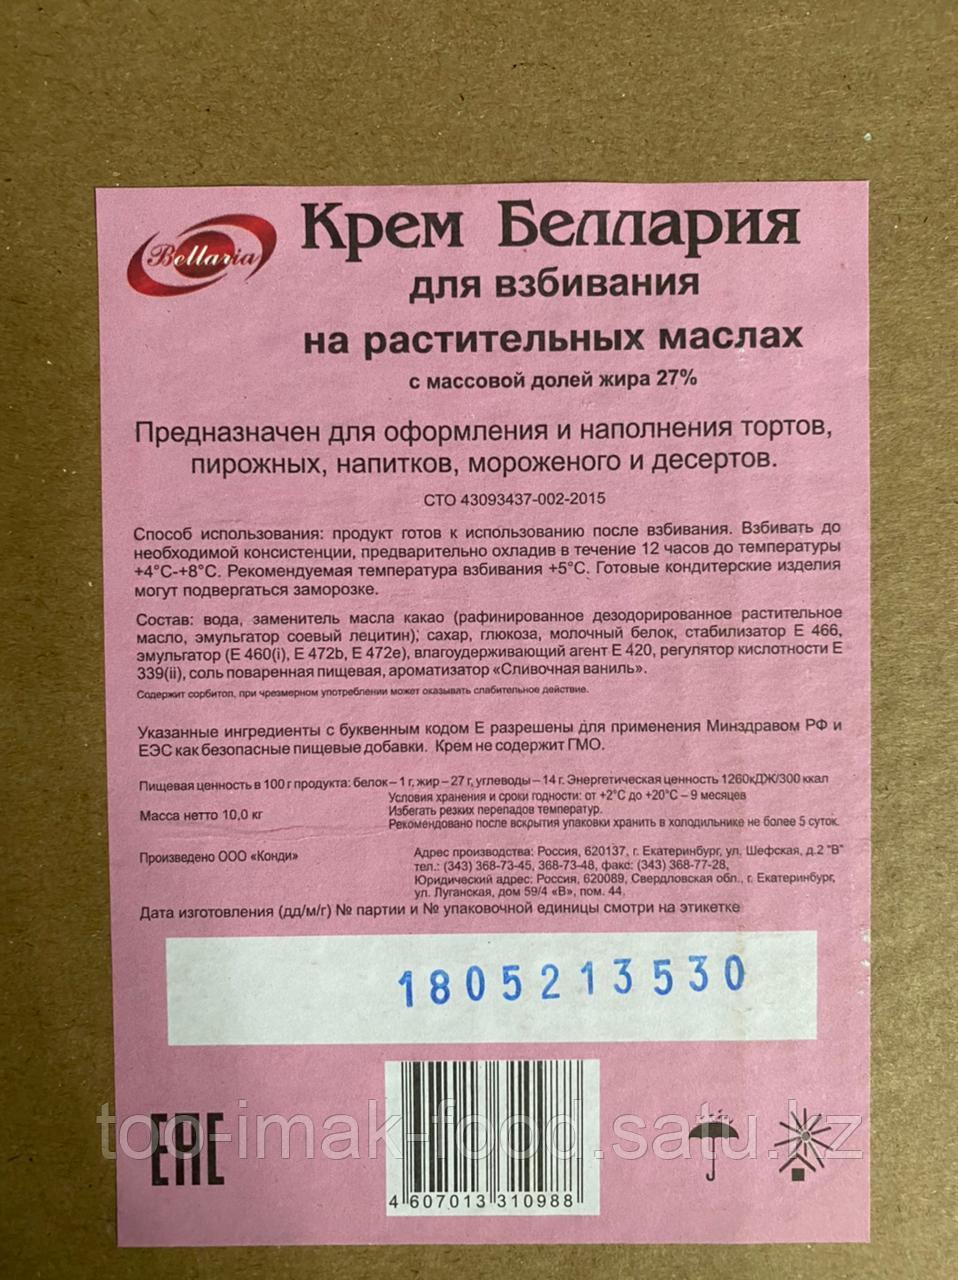 Bellaria
Крем Беллария
для взбивания
на растительных маслах
с массовой долей жира 27%
Предназначен для оформления и наполнения тортов,
пирожных, напитков, мороженого и десертов.
СТО 43093437-002-2015
Способ использования: продукт готов к использованию после взбивания. Взбивать до
необходимой консистенции, предварительно охладив в течение 12 часов до температуры
+4°С-+8°С. Рекомендуемая температура взбивания +5°С. Готовые кондитерские изделия
могут подвергаться заморозке.
Состав: вода, заменитель масла какао (рафинированное дезодорированное растительное
масло, эмульгатор соевый лецитин); сахар, глюкоза, молочный белок, стабилизатор Е 466,
эмульгатор (Е 460(i), Е 472b, Е 472е), влагоудерживающий агент Е 420, регулятор кислотности Е
339(ii), соль поваренная пищевая, ароматизатор «Сливочная ваниль».
Содержит сорбитол, при чрезмерном употреблении может оказывать слабительное действие.
Указанные ингредиенты с буквенным кодом Е разрешены для применения Минздравом РФ и
ЕЭС как безопасные пищевые добавки. Крем не содержит ГМО.
Пищевая ценность в 100 г продукта: белок – 1 г, жир – 27 г, углеводы – 14 г. Энергетическая ценность 1260кДЖ/300 ккал
Условия хранения и сроки годности: от +2°С до +20°С – 9 месяцев
Масса нетто 10,0 кг
Избегать резких перепадов температур.
Рекомендовано после вскрытия упаковки хранить в холодильнике не более 5 суток.
Произведено ООО «Конди»
Адрес производства: Россия, 620137, г. Екатеринбург, ул. Шефская, д.2 "В"
тел.: (343) 368-73-45, 368-73-48, факс: (343) 368-77-28,
Юридический адрес: Россия, 620089, Свердловская обл., г. Екатеринбург,
ул. Луганская, дом 59/4 «В», пом. 44,
Дата изготовления (дд/м/г) № партии и № упаковочной единицы смотри на этикетке
1805213530
too-imak-food.satu.kz
ЕАС
4 607013 310988